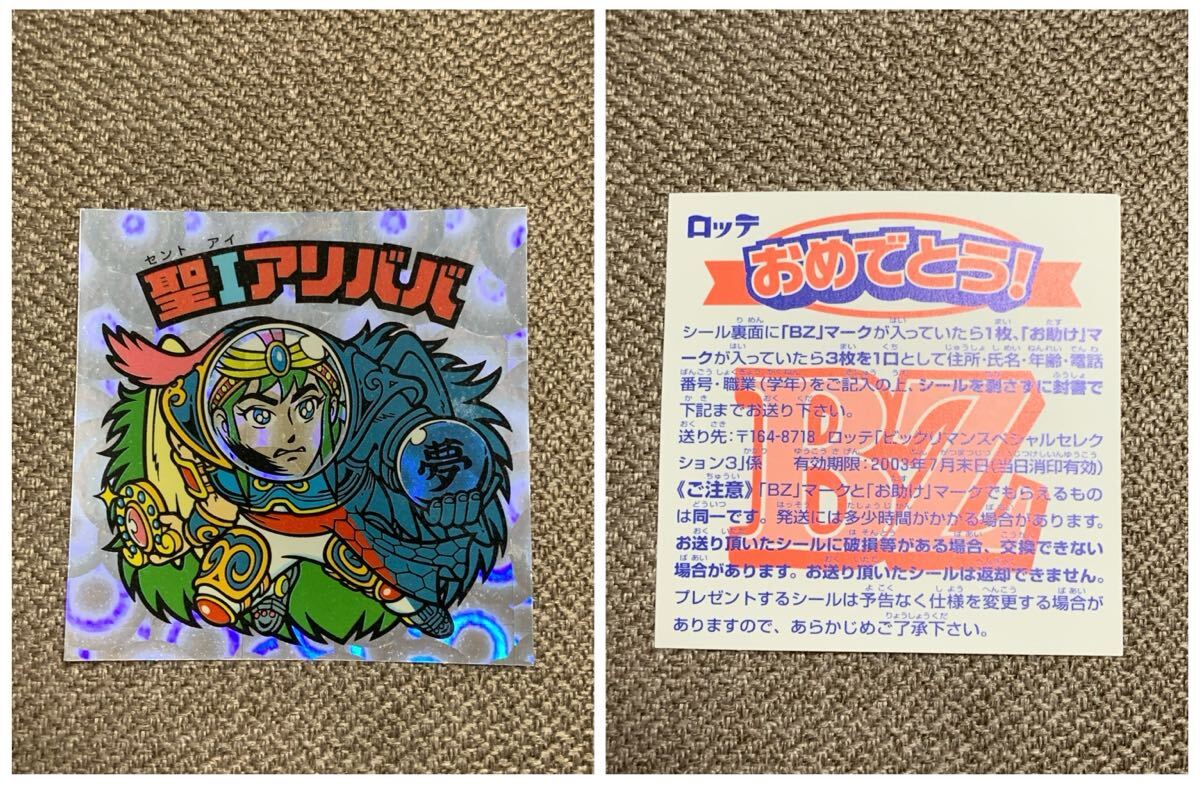 セント アイ
聖Iアリババ
夢
ロッテ
おめでとう!
シール裏面に「BZ」マークが入っていたら1枚、「お助け」マ
ークが入っていたら3枚を1口として住所・氏名・年齢・電話
番号・職業(学年)をご記入の上、シールを剥さずに封書で
下記までお送り下さい。
送り先:〒164-8718 ロッテ「ビックリマンスペシャルセレク
ション3」係 有効期限:2003年7月末日(当日消印有効)
《ご注意》「BZ」マークと「お助け」マークでもらえるもの
は同一です。発送には多少時間がかかる場合があります。
お送り頂いたシールに破損等がある場合、交換できない
場合があります。お送り頂いたシールは返却できません。
プレゼントするシールは予告なく仕様を変更する場合が
ありますので、あらかじめご了承下さい。
BZ